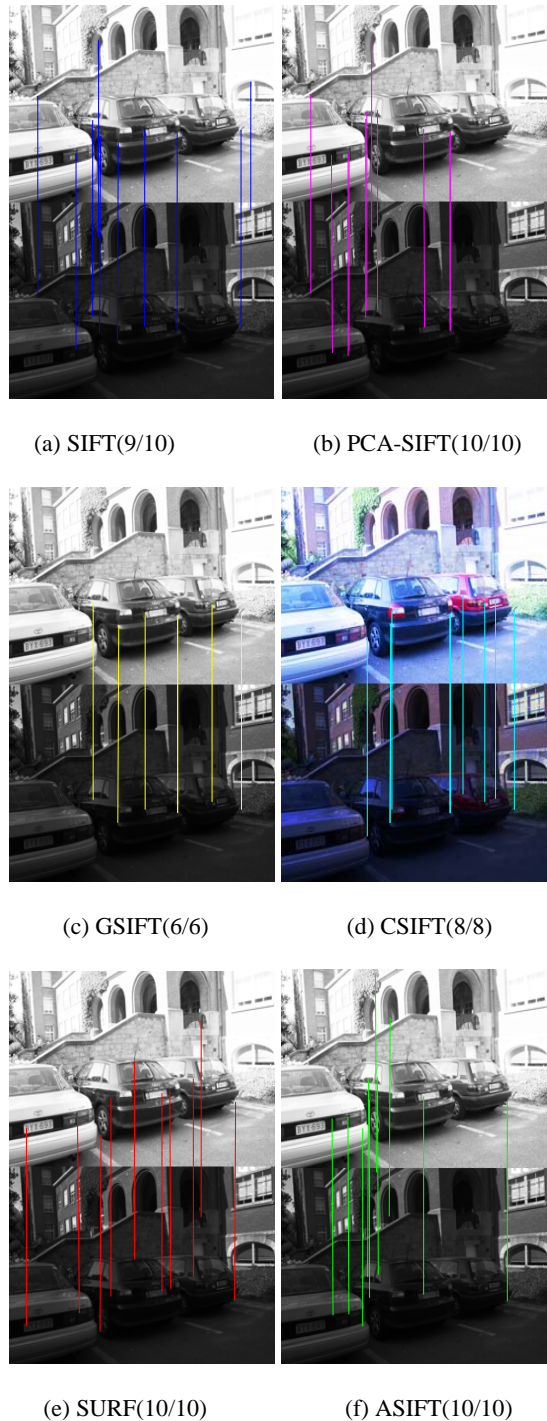 (a) SIFT(9/10)
(b) PCA-SIFT(10/10)
(c) GSIFT(6/6)
(d) CSIFT(8/8)
(e) SURF(10/10)
(f) ASIFT(10/10)